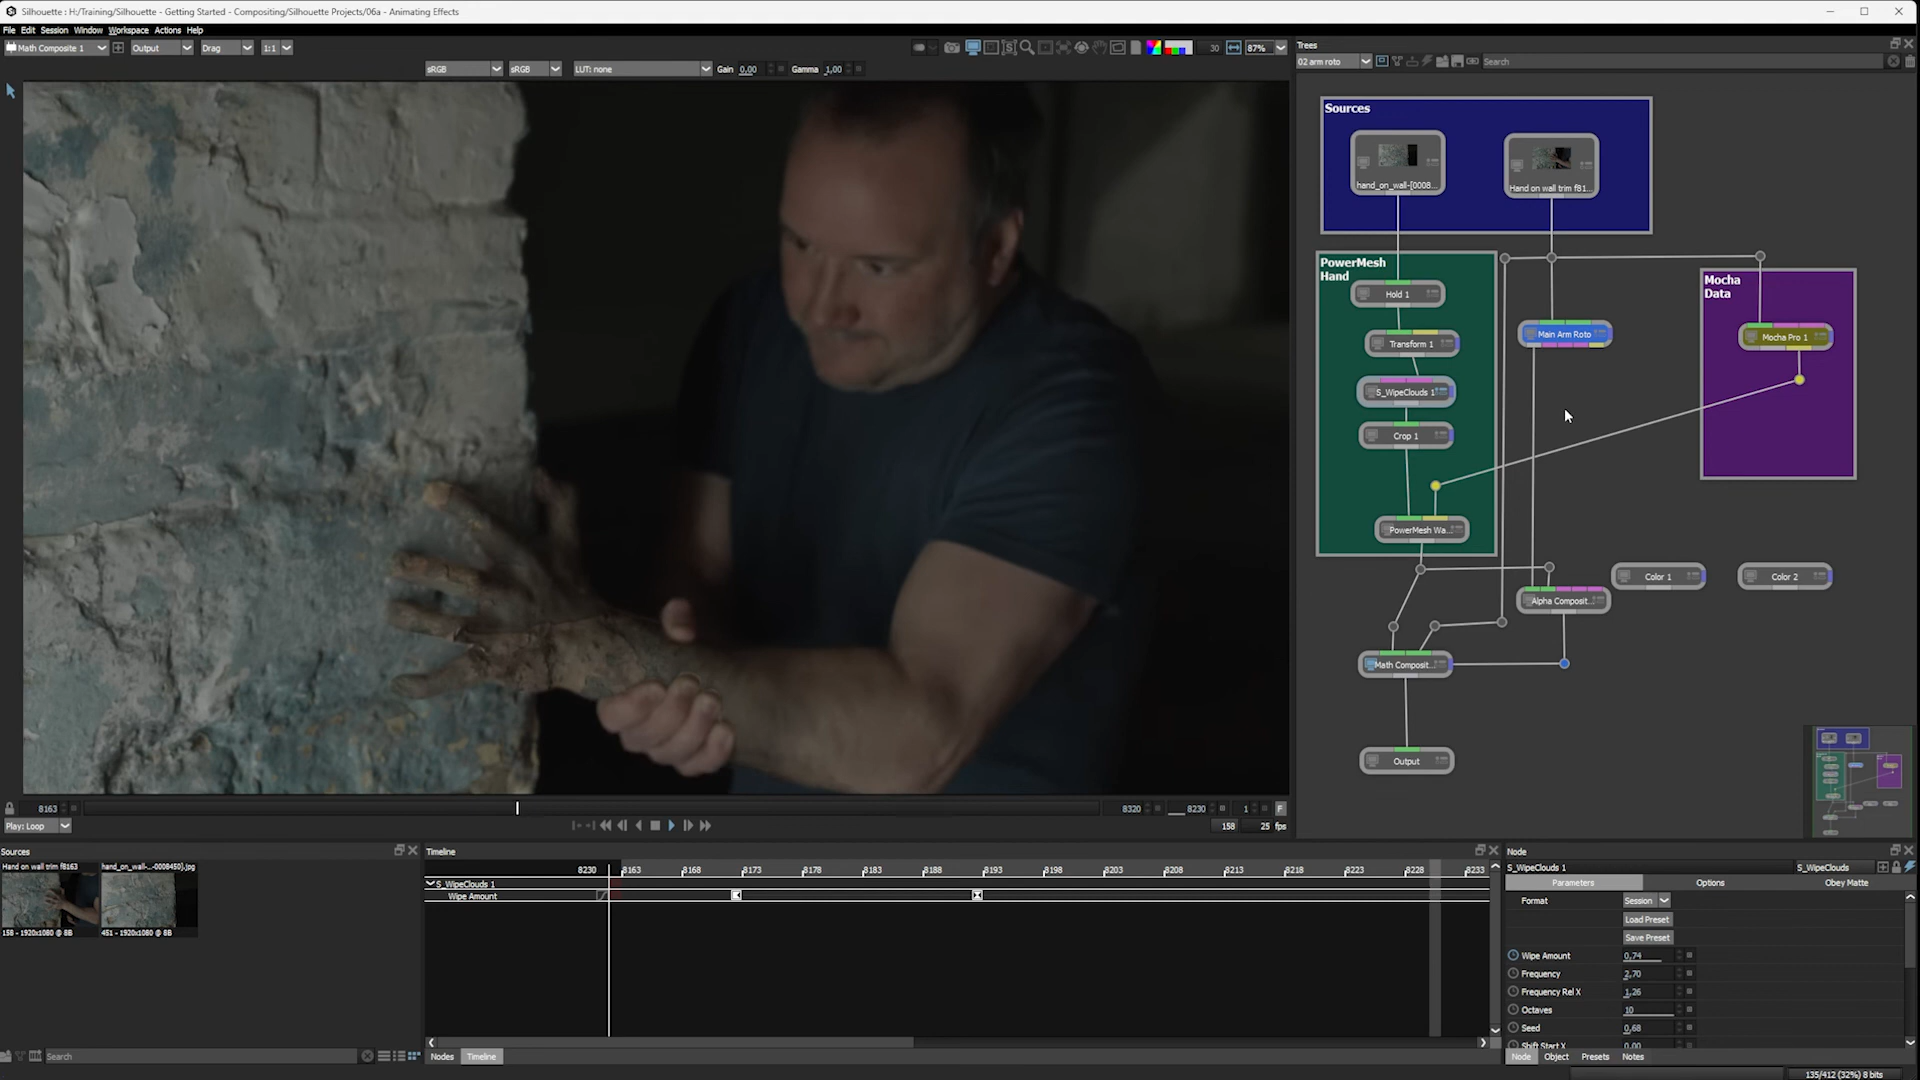 Silhouette : H:/Training/Silhouette - Getting Started - Compositing/Silhouette Projects/06a - Animating Effects
File Edit Session Window Workspace Actions Help
Math Composite 1 Output Drag 1:1 30 87%
sRGB sRGB LUT: none Gain 0,00 Gamma 1,00
Trees
02 arm roto Search
Sources
hand_on_wall-[0008... Hand on wall trim f81...
PowerMesh
Hand
Hold 1
Transform 1
S_WipeClouds 1
Crop 1
PowerMesh Wa...
Main Arm Roto
Mocha
Data
Mocha Pro 1
Color 1 Color 2
Alpha Composit...
Math Composit...
Output
8163 8320 8230 1 F
Play: Loop 158 25 fps
Sources
Hand on wall trim f8163 hand_on_wall-...-0008450].jpg
158 - 1920x1080 @ 8B 451 - 1920x1080 @ 8B
Search
Timeline
8230 8163 8168 8173 8178 8183 8188 8193 8198 8203 8208 8213 8218 8223 8228 8233
S_WipeClouds 1
Wipe Amount
Nodes Timeline
Node
S_WipeClouds 1 S_WipeClouds
Parameters Options Obey Matte
Format Session
Load Preset
Save Preset
Wipe Amount 0,74
Frequency 2,70
Frequency Rel X 1,26
Octaves 10
Seed 0,68
Shift Start X 0,00
Node Object Presets Notes
135/412 (32%) 8 bits